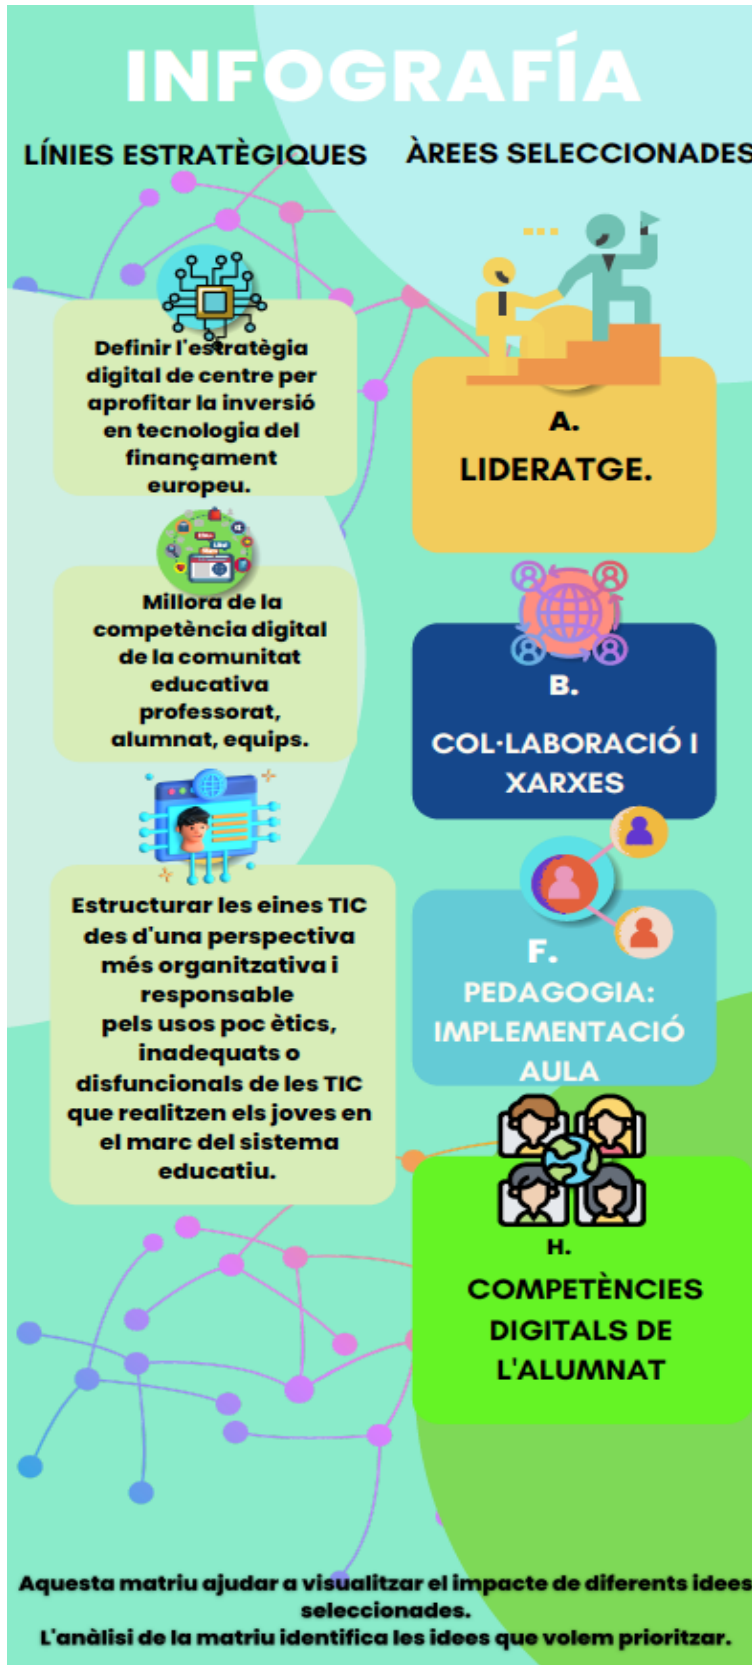 INFOGRAFÍA
LÍNIES ESTRATÈGIQUES
Definir l'estratègia
digital de centre per
aprofitar la inversió
en tecnologia del
finançament
europeu.
Millora de la
competència digital
de la comunitat
educativa
professorat,
alumnat, equips.
Estructurar les eines TIC
des d'una perspectiva
més organitzativa i
responsable
pels usos poc ètics,
inadequats o
disfuncionals de les TIC
que realitzen els joves en
el marc del sistema
educatiu.
ÀREES SELECCIONADES
A.
LIDERATGE.
B.
COL·LABORACIÓ I
XARXES
F.
PEDAGOGIA:
IMPLEMENTACIÓ
AULA
H.
COMPETÈNCIES
DIGITALS DE
L'ALUMNAT
Aquesta matriu ajudar a visualitzar el impacte de diferents idees
seleccionades.
L'anàlisi de la matriu identifica les idees que volem prioritzar.